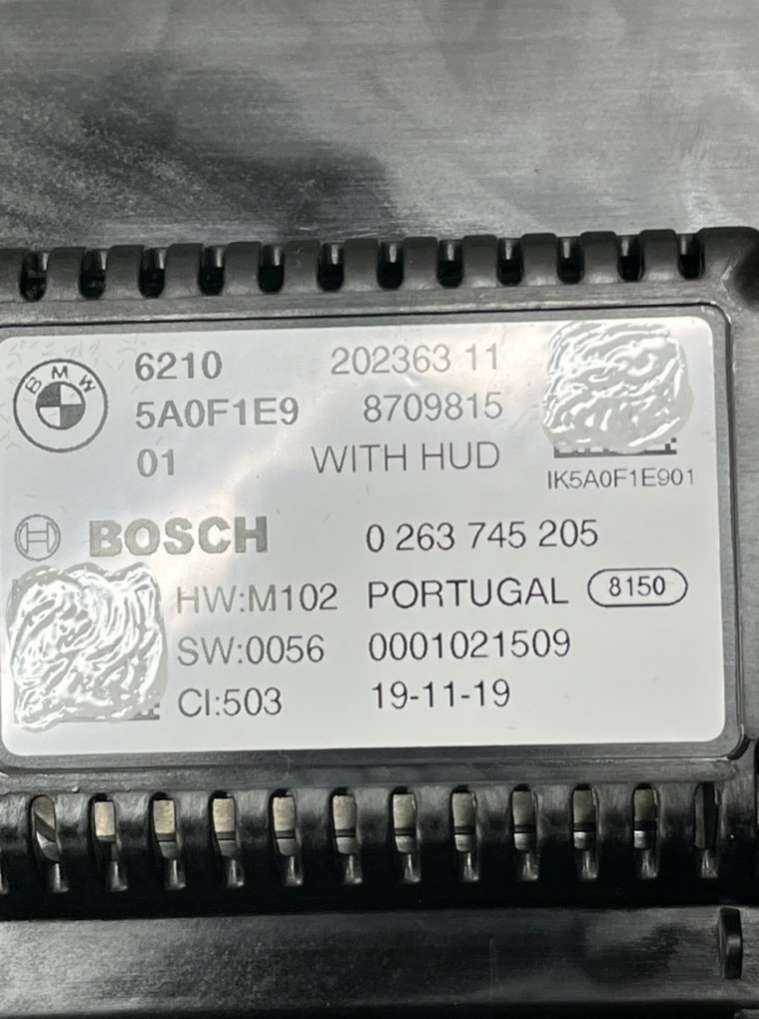 BMW
6210 202363 11
5A0F1E9 8709815
01 WITH HUD
IK5A0F1E901
BOSCH 0 263 745 205
HW:M102 PORTUGAL 8150
SW:0056 0001021509
CI:503 19-11-19